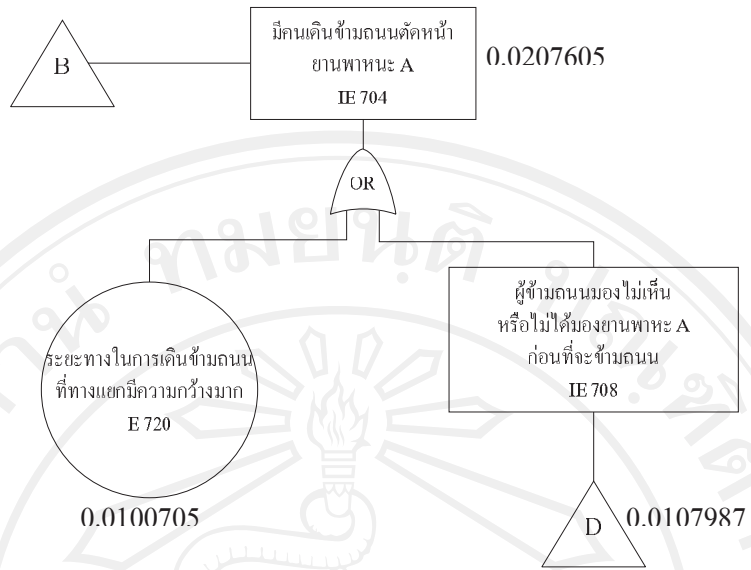 B
มีคนเดินข้ามถนนตัดหน้า
ยานพาหนะ A
IE 704
0.0207605
OR
ระยะทางในการเดินข้ามถนน
ที่ทางแยกมีความกว้างมาก
E 720
0.0100705
ผู้ข้ามถนนมองไม่เห็น
หรือไม่ได้มองยานพาหะ A
ก่อนที่จะข้ามถนน
IE 708
D
0.0107987